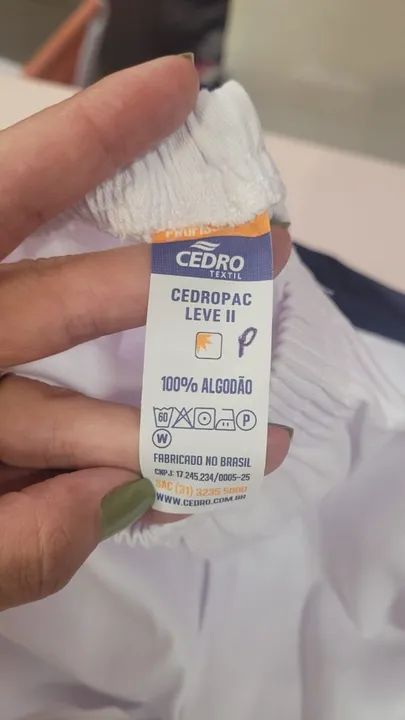 CEDRO
TEXTIL
CEDROPAC
LEVE II
P
100% ALGODÃO
60 P
W
FABRICADO NO BRASIL
CNPJ: 17.245.234/0005-25
SAC (31) 3235 5000
WWW.CEDRO.COM.BR